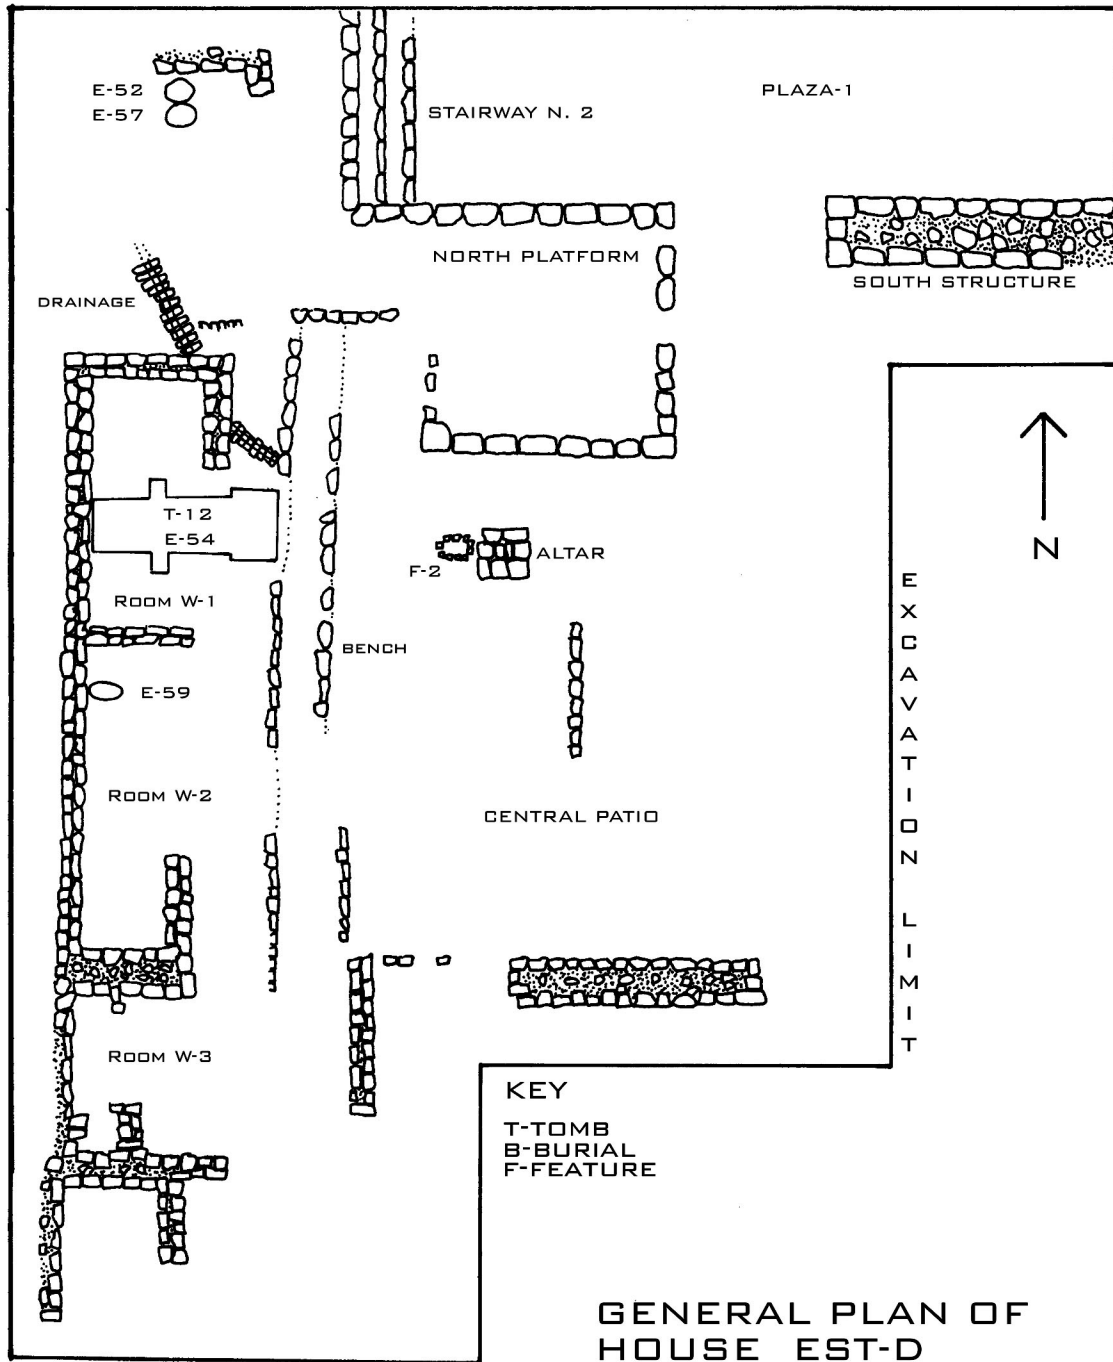 E-52
E-57
STAIRWAY N. 2
PLAZA-1
NORTH PLATFORM
SOUTH STRUCTURE
DRAINAGE
T-12
E-54
F-2
ALTAR
N
ROOM W-1
BENCH
E-59
ROOM W-2
CENTRAL PATIO
EXCAVATION LIMIT
ROOM W-3
KEY
T-TOMB
B-BURIAL
F-FEATURE
GENERAL PLAN OF
HOUSE EST-D